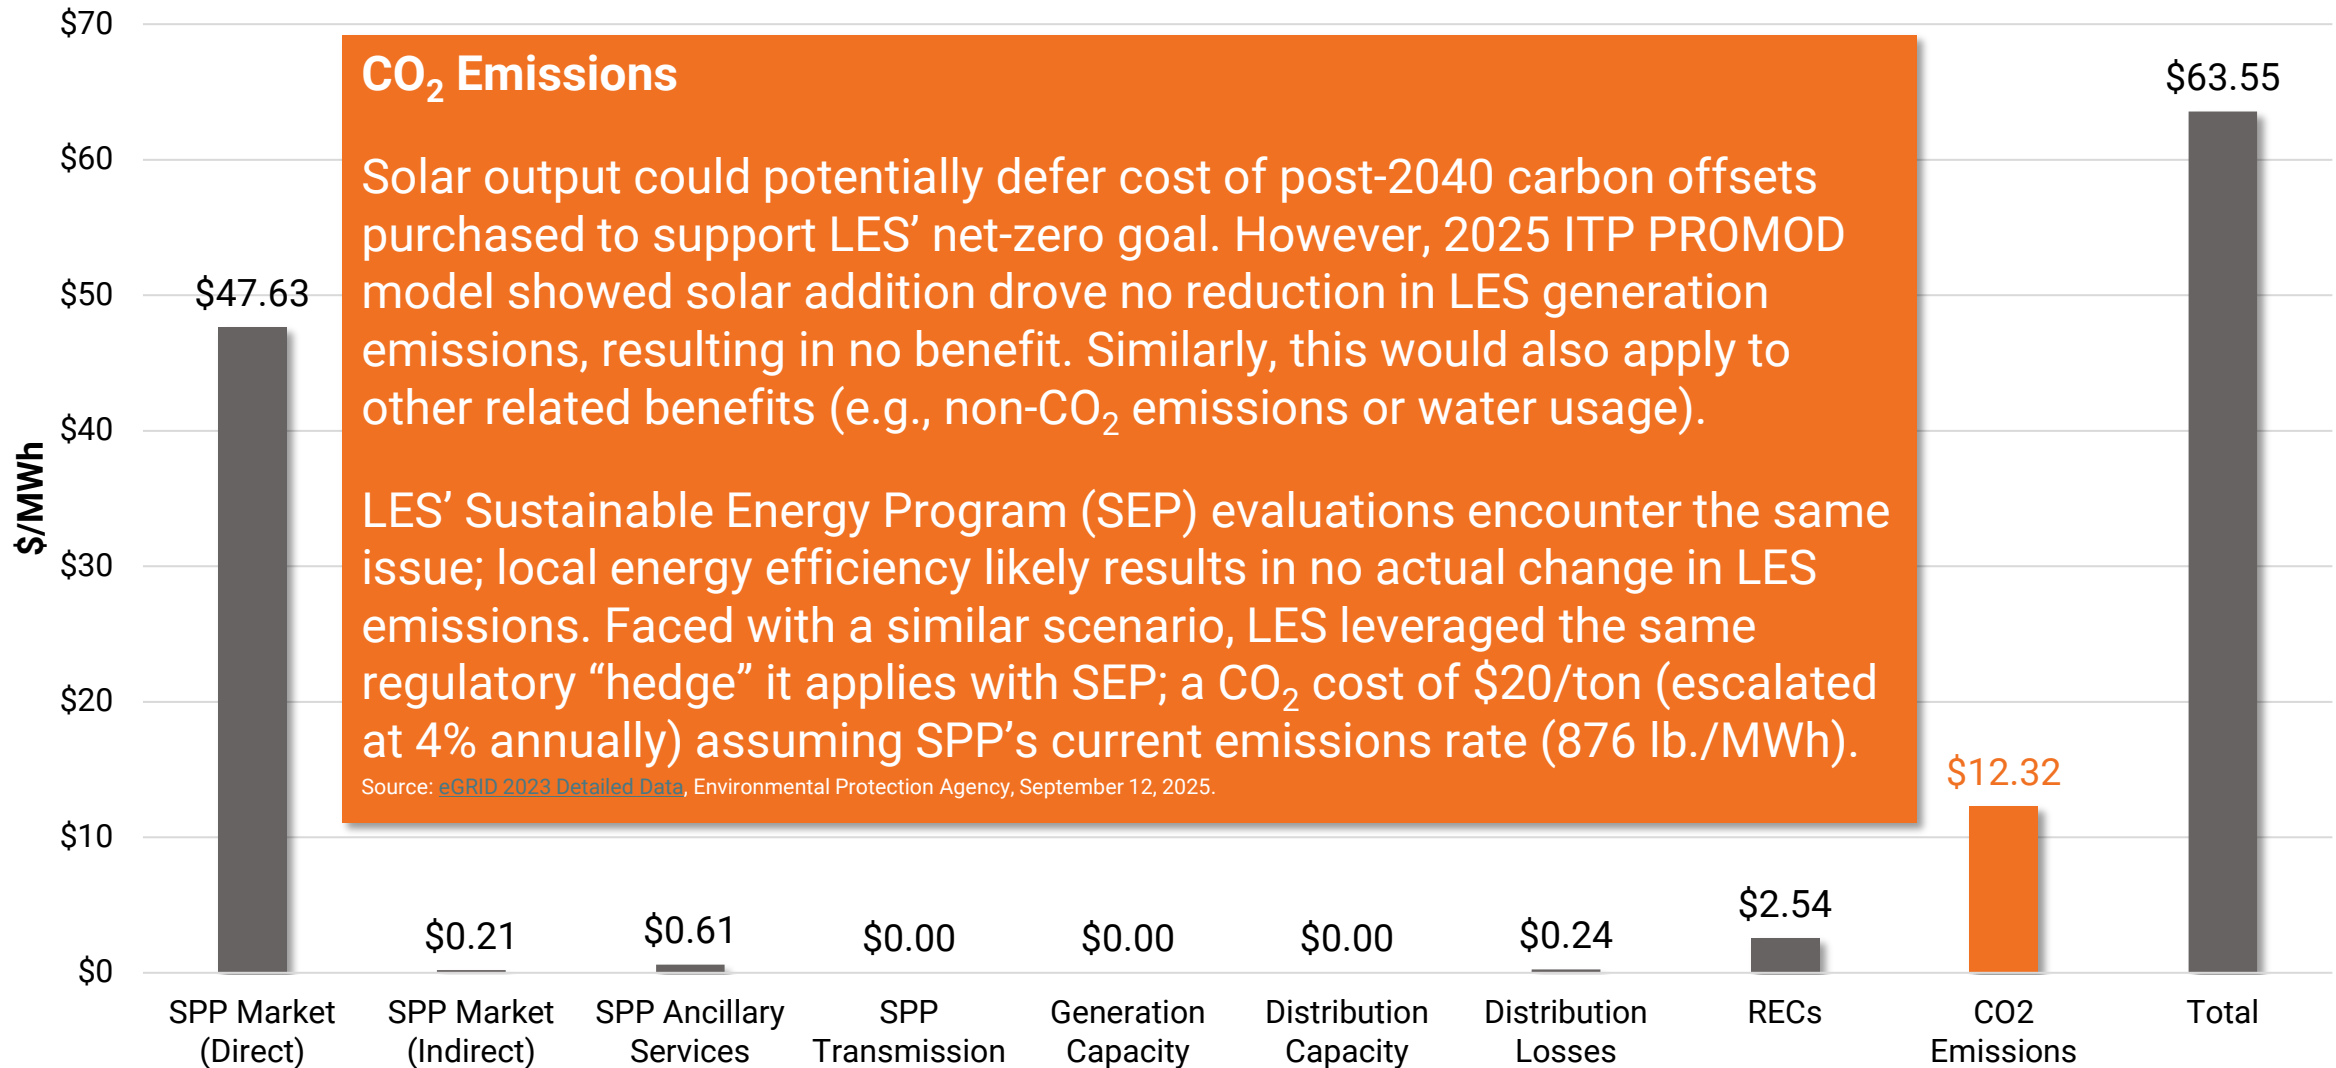 $70
$60
$50
$40
$30
$20
$10
$0
$/MWh
CO₂ Emissions
Solar output could potentially defer cost of post-2040 carbon offsets
purchased to support LES’ net-zero goal. However, 2025 ITP PROMOD
model showed solar addition drove no reduction in LES generation
emissions, resulting in no benefit. Similarly, this would also apply to
other related benefits (e.g., non-CO₂ emissions or water usage).
LES’ Sustainable Energy Program (SEP) evaluations encounter the same
issue; local energy efficiency likely results in no actual change in LES
emissions. Faced with a similar scenario, LES leveraged the same
regulatory “hedge” it applies with SEP; a CO₂ cost of $20/ton (escalated
at 4% annually) assuming SPP’s current emissions rate (876 lb./MWh).
Source: eGRID 2023 Detailed Data, Environmental Protection Agency, September 12, 2025.
$47.63
$0.21
$0.61
$0.00
$0.00
$0.00
$0.24
$2.54
$12.32
$63.55
SPP Market
(Direct)
SPP Market
(Indirect)
SPP Ancillary
Services
SPP
Transmission
Generation
Capacity
Distribution
Capacity
Distribution
Losses
RECs
CO2
Emissions
Total